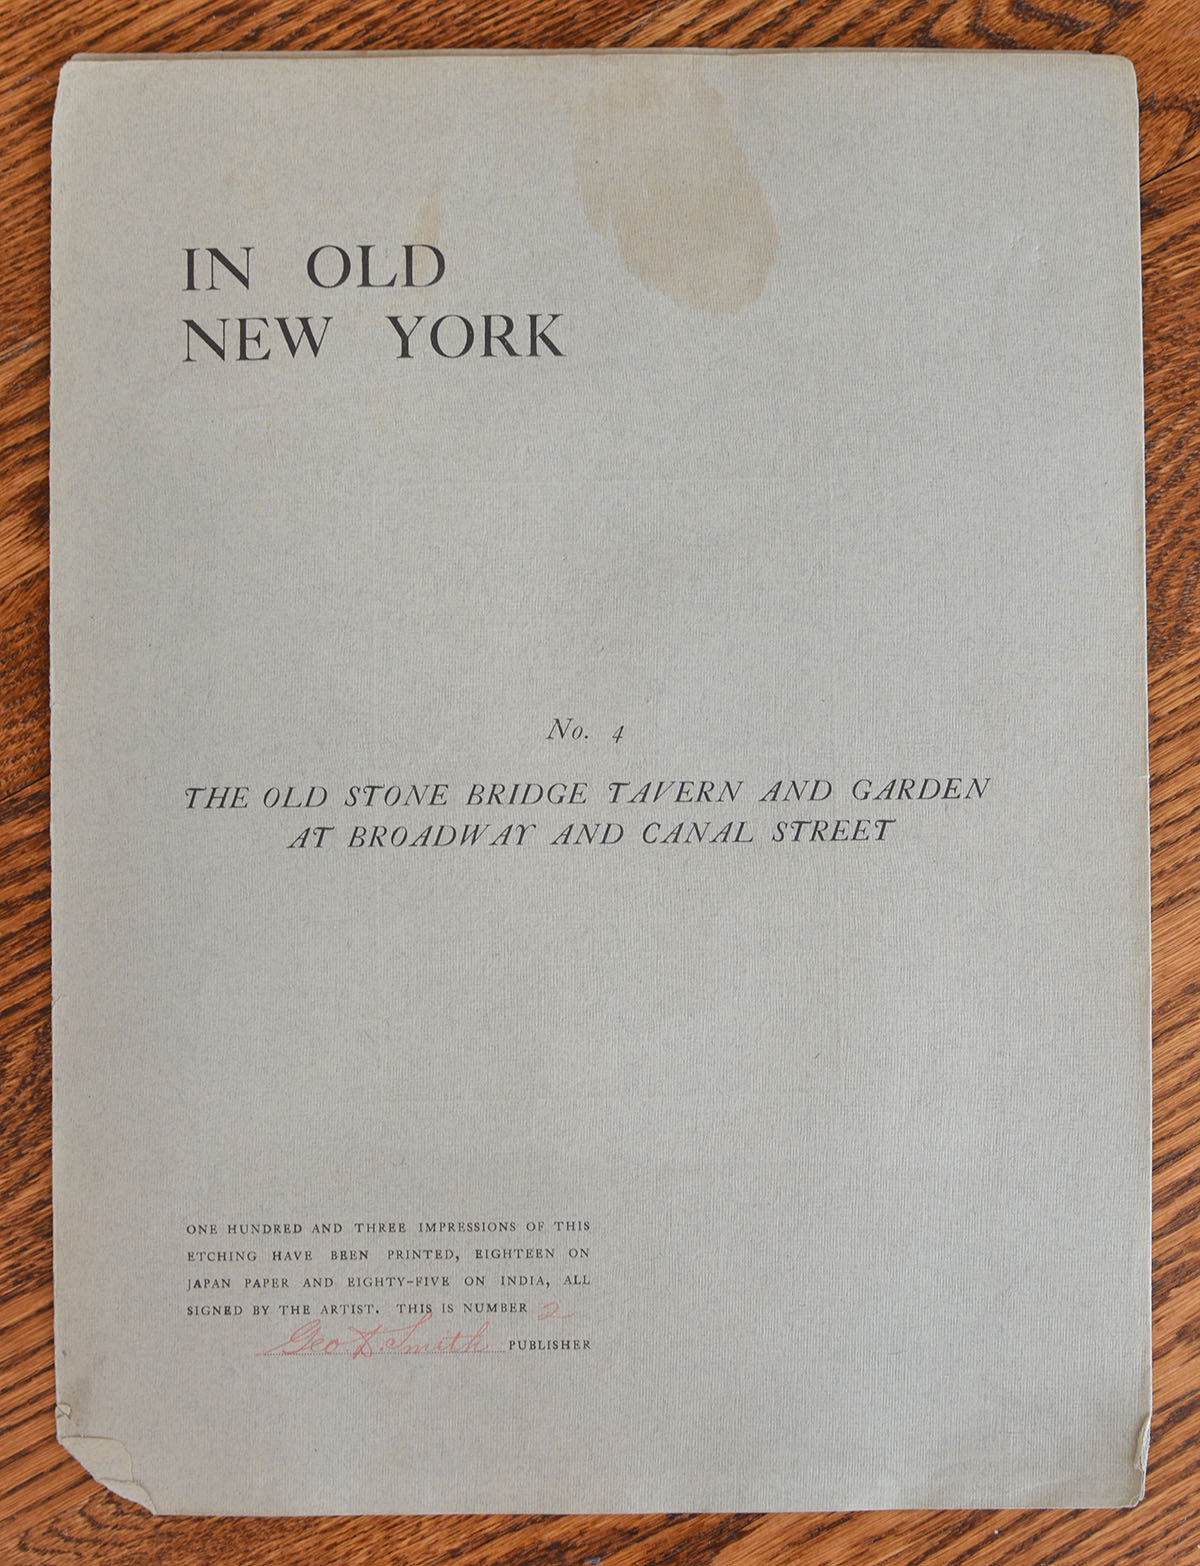 IN OLD
NEW YORK
No. 4
THE OLD STONE BRIDGE TAVERN AND GARDEN
AT BROADWAY AND CANAL STREET
ONE HUNDRED AND THREE IMPRESSIONS OF THIS
ETCHING HAVE BEEN PRINTED, EIGHTEEN ON
JAPAN PAPER AND EIGHTY-FIVE ON INDIA, ALL
SIGNED BY THE ARTIST. THIS IS NUMBER 2
Geo D. Smith PUBLISHER